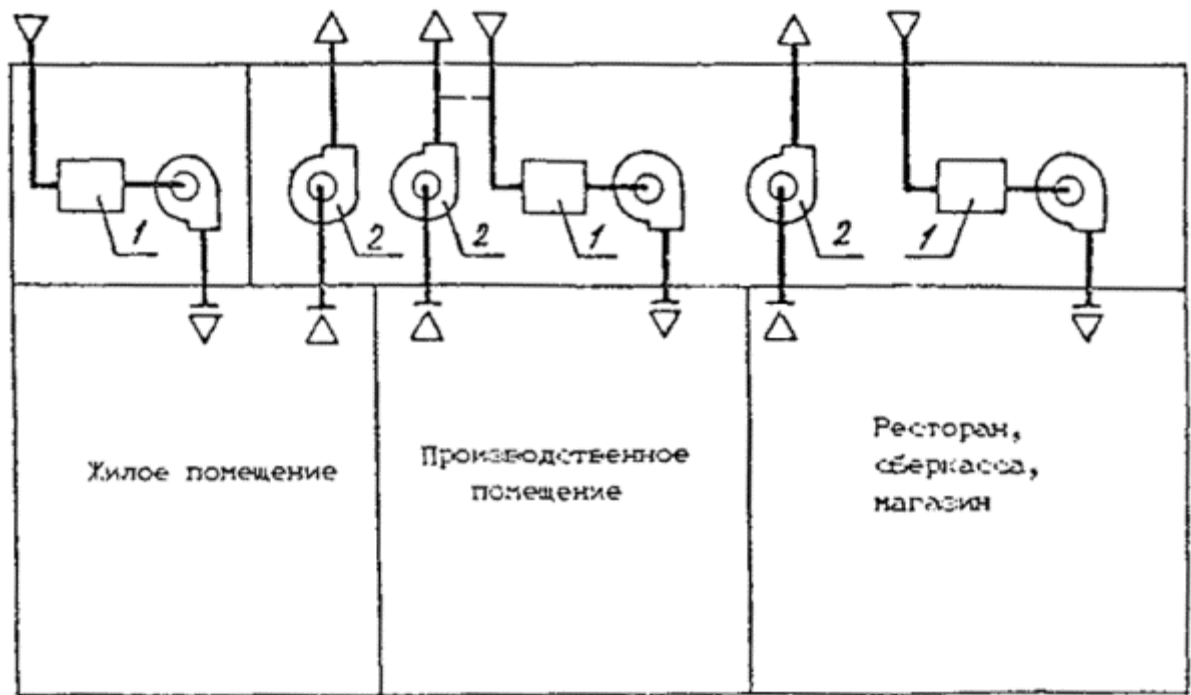 1
2
2
1
2
1
Жилое помещение
Производственное
помещение
Ресторан,
сберкасса,
магазин